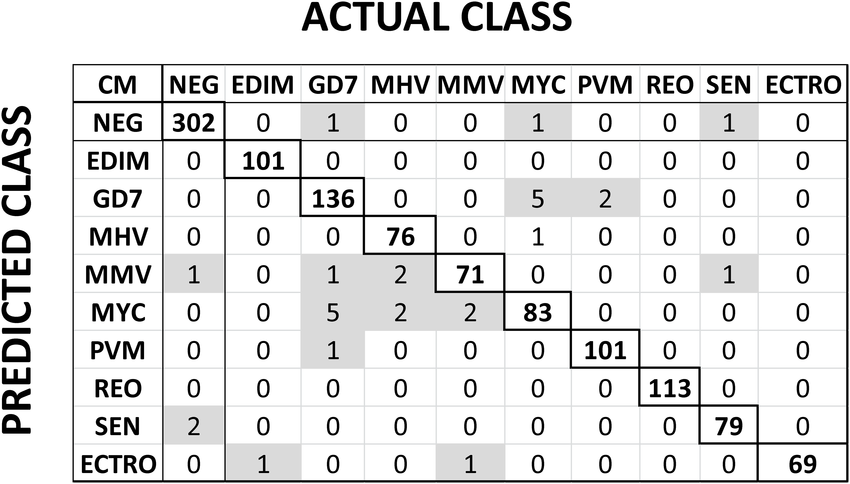 ACTUAL CLASS
PREDICTED CLASS
CM NEG EDIM GD7 MHV MMV MYC PVM REO SEN ECTRO
NEG 302 0 1 0 0 1 0 0 1 0
EDIM 0 101 0 0 0 0 0 0 0 0
GD7 0 0 136 0 0 5 2 0 0 0
MHV 0 0 0 76 0 1 0 0 0 0
MMV 1 0 1 2 71 0 0 0 1 0
MYC 0 0 5 2 2 83 0 0 0 0
PVM 0 0 1 0 0 0 101 0 0 0
REO 0 0 0 0 0 0 0 113 0 0
SEN 2 0 0 0 0 0 0 0 79 0
ECTRO 0 1 0 0 1 0 0 0 0 69